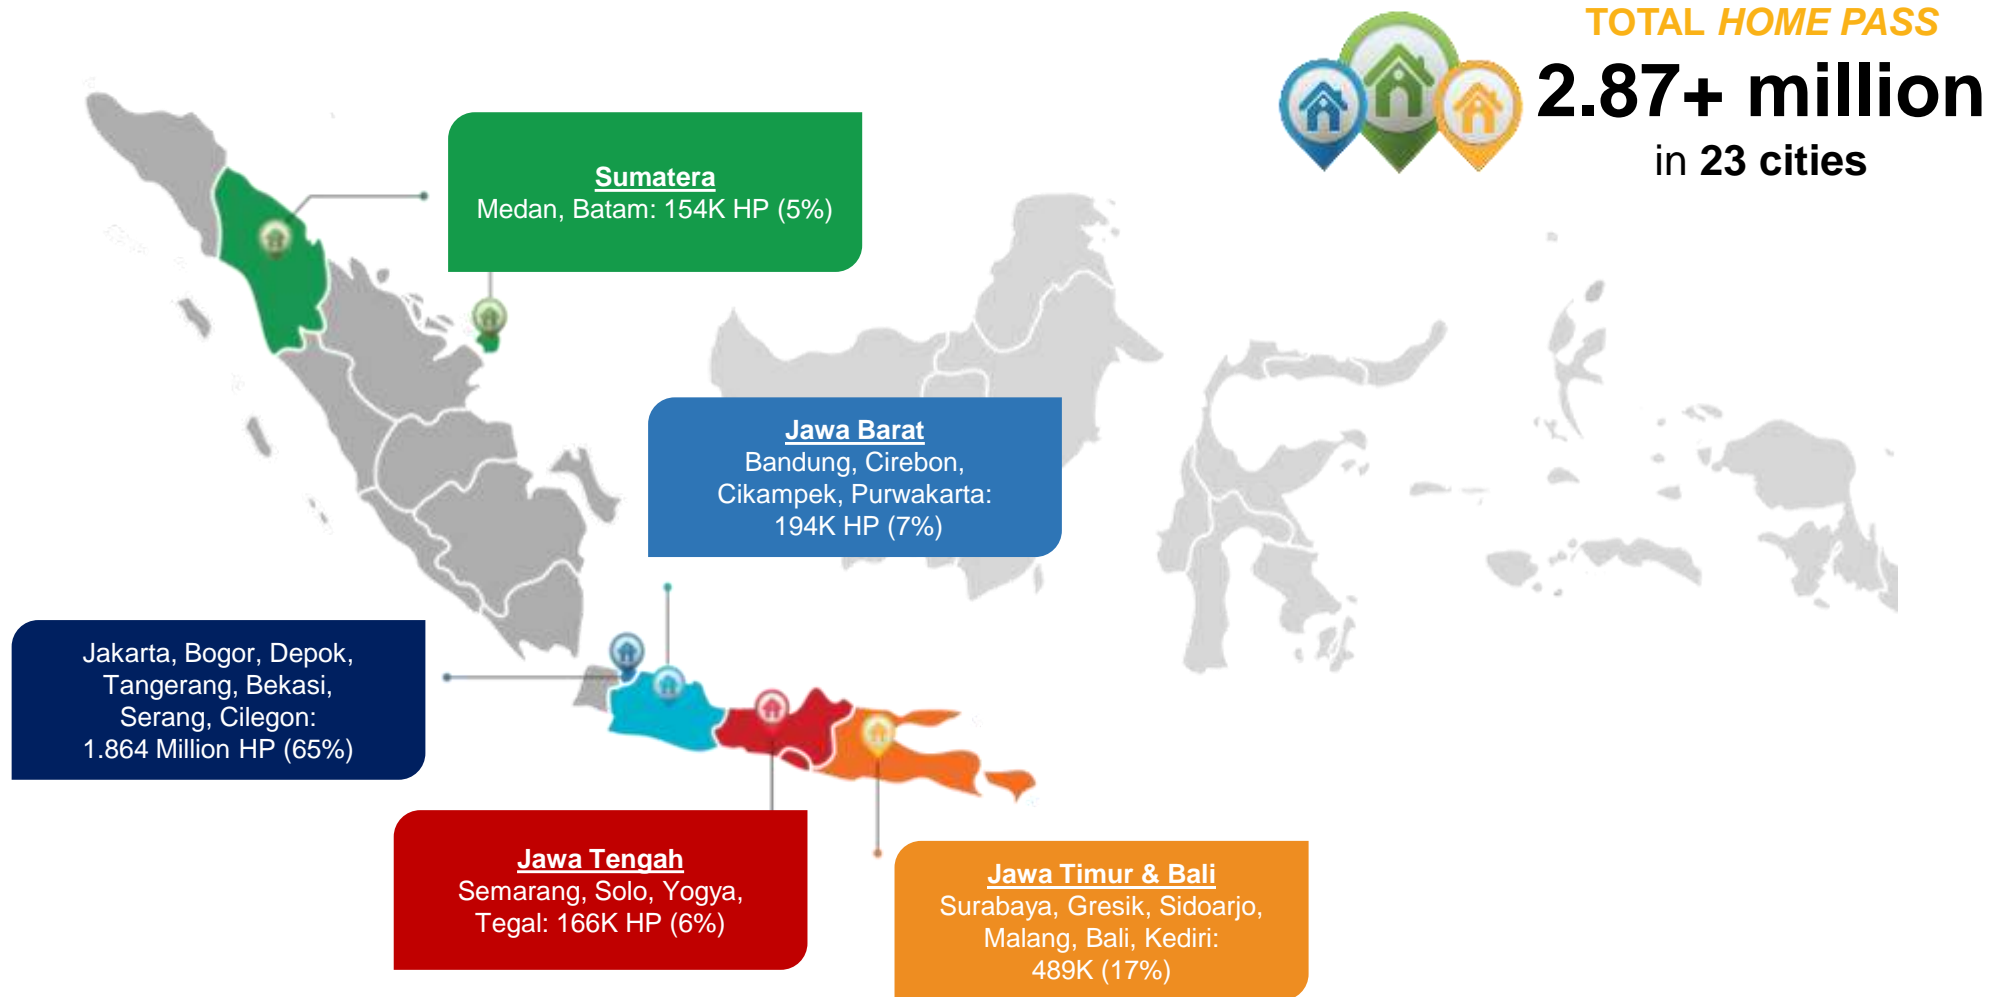 TOTAL HOME PASS
2.87+ million
in 23 cities
Sumatera
Medan, Batam: 154K HP (5%)
Jawa Barat
Bandung, Cirebon,
Cikampek, Purwakarta:
194K HP (7%)
Jakarta, Bogor, Depok,
Tangerang, Bekasi,
Serang, Cilegon:
1.864 Million HP (65%)
Jawa Tengah
Semarang, Solo, Yogya,
Tegal: 166K HP (6%)
Jawa Timur & Bali
Surabaya, Gresik, Sidoarjo,
Malang, Bali, Kediri:
489K (17%)